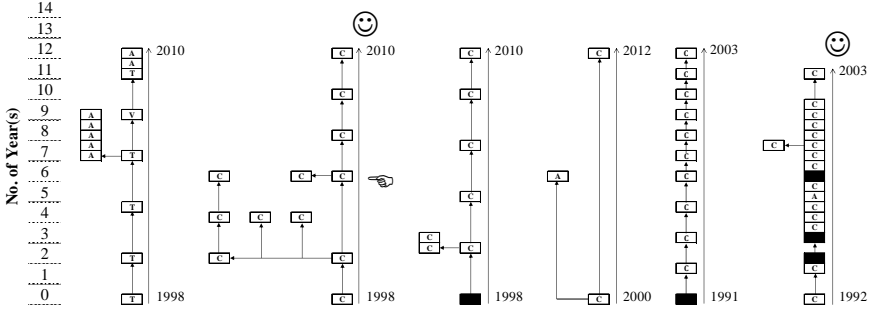 No. of Year(s)
14
13
12 A 2010 C 2010 C 2010 C 2012 C 2003
A
11 T C C 2003
10 C C C
C
9 A V C C
A C
8 A C C C
A C C C
7 A T C C
C
6 C C C A C
C
5 C C A
T C
4 C C C C
C
3 C C
C C
2 T C C
1 C C
0 T 1998 C 1998 1998 C 2000 1991 C 1992